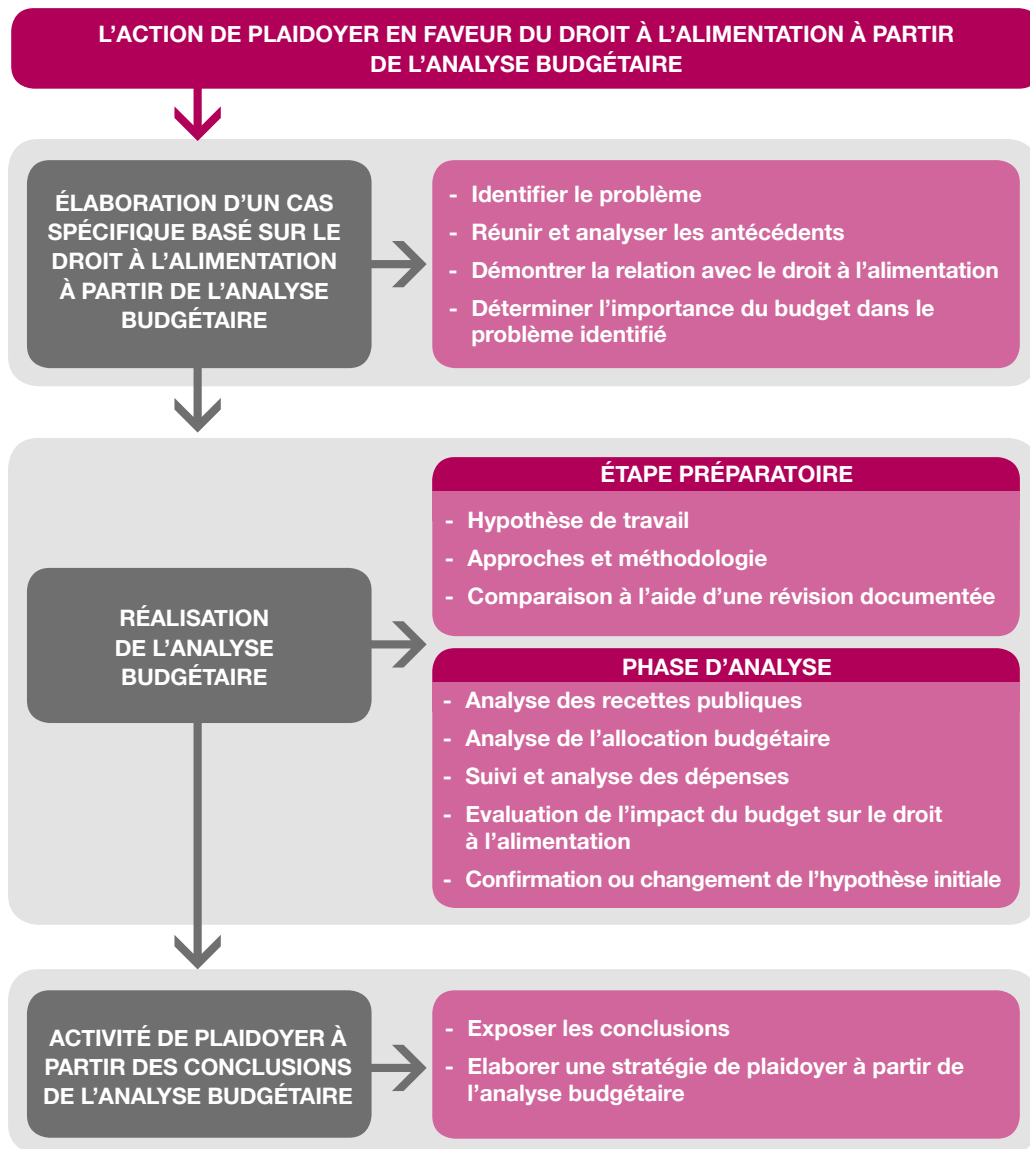 L’ACTION DE PLAIDOYER EN FAVEUR DU DROIT À L’ALIMENTATION À PARTIR
DE L’ANALYSE BUDGÉTAIRE
ÉLABORATION D’UN CAS
SPÉCIFIQUE BASÉ SUR LE
DROIT À L’ALIMENTATION
À PARTIR DE L’ANALYSE
BUDGÉTAIRE
- Identifier le problème
- Réunir et analyser les antécédents
- Démontrer la relation avec le droit à l’alimentation
- Déterminer l’importance du budget dans le
problème identifié
RÉALISATION
DE L’ANALYSE
BUDGÉTAIRE
ÉTAPE PRÉPARATOIRE
- Hypothèse de travail
- Approches et méthodologie
- Comparaison à l’aide d’une révision documentée
PHASE D’ANALYSE
- Analyse des recettes publiques
- Analyse de l’allocation budgétaire
- Suivi et analyse des dépenses
- Evaluation de l’impact du budget sur le droit
à l’alimentation
- Confirmation ou changement de l’hypothèse initiale
ACTIVITÉ DE PLAIDOYER À
PARTIR DES CONCLUSIONS
DE L’ANALYSE BUDGÉTAIRE
- Exposer les conclusions
- Elaborer une stratégie de plaidoyer à partir de
l’analyse budgétaire